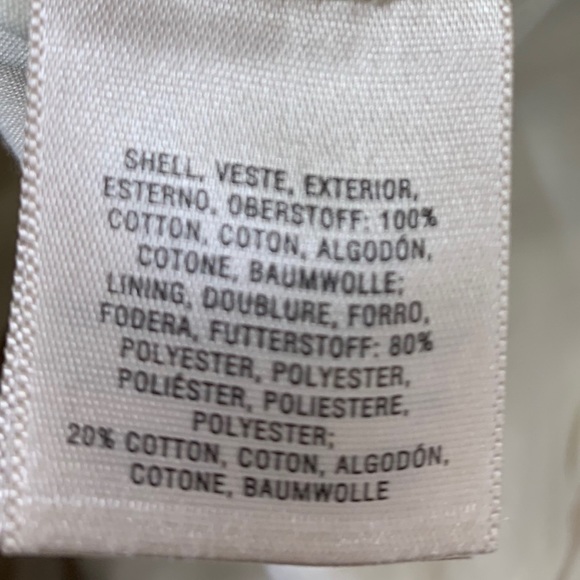 SHELL, VESTE, EXTERIOR,
ESTERNO, OBERSTOFF: 100%
COTTON, COTON, ALGODÓN,
COTONE, BAUMWOLLE;
LINING, DOUBLURE, FORRO,
FODERA, FUTTERSTOFF: 80%
POLYESTER, POLYESTER,
POLIÉSTER, POLIESTERE,
POLYESTER;
20% COTTON, COTON, ALGODÓN,
COTONE, BAUMWOLLE